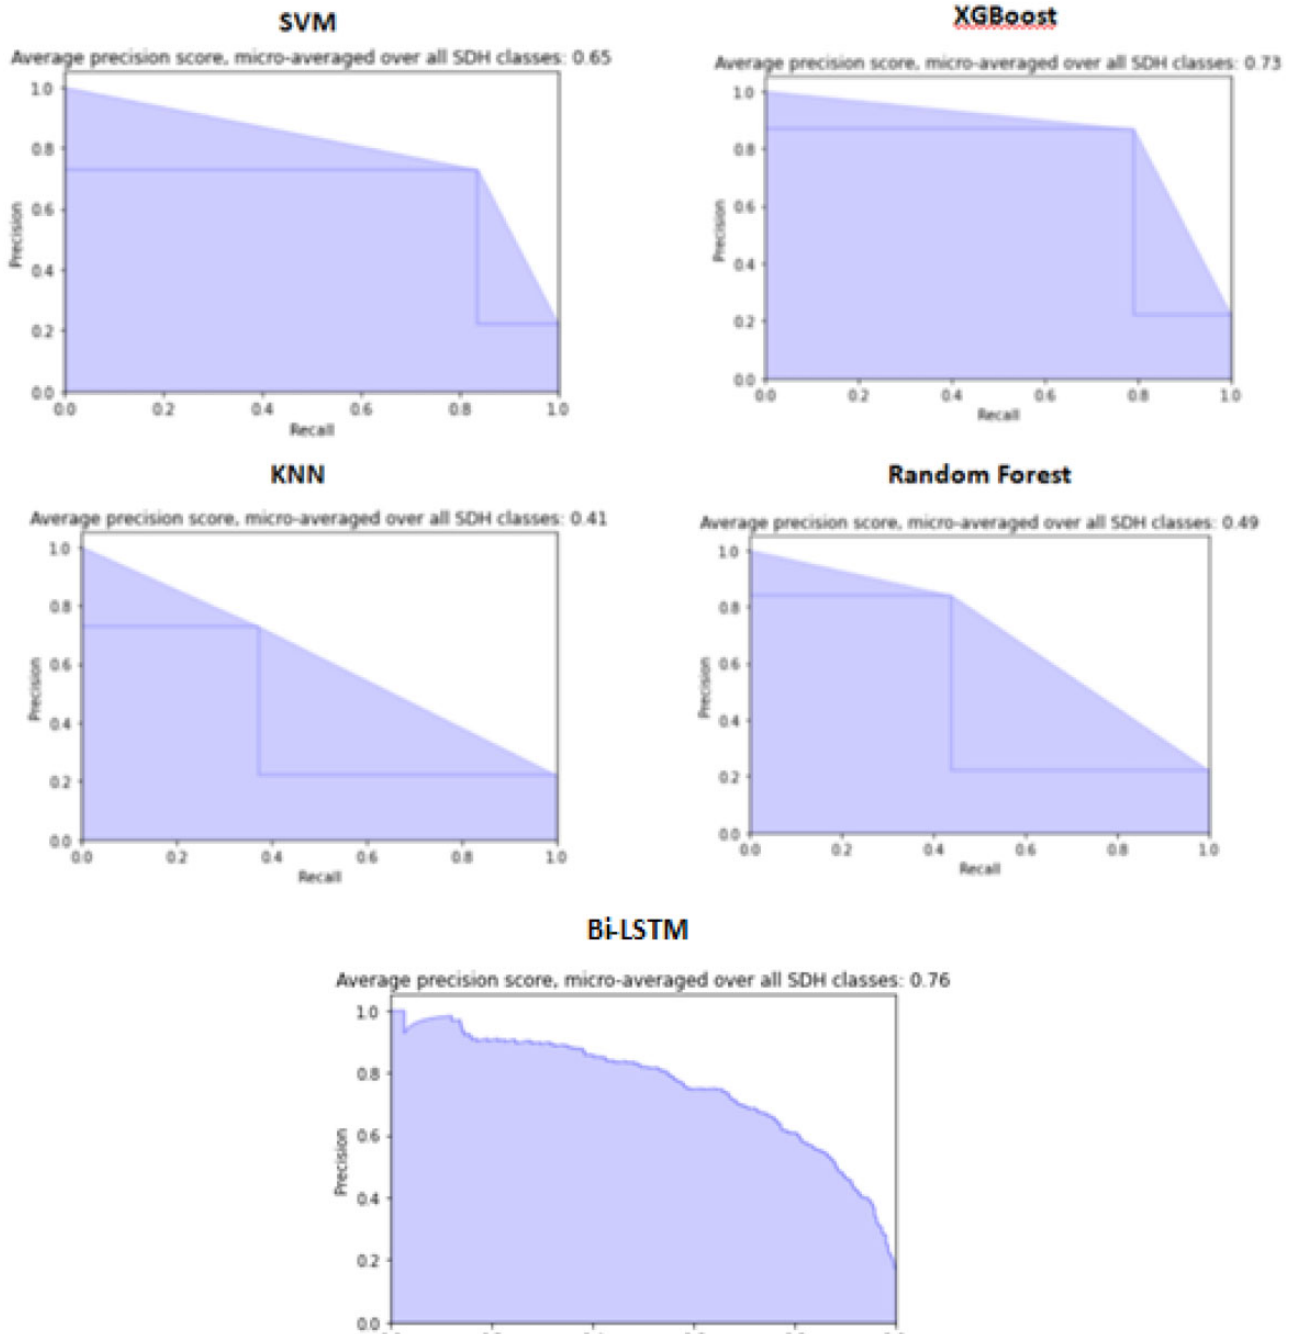 SVM
Average precision score, micro-averaged over all SDH classes: 0.65
1.0
0.8
0.6
0.4
0.2
0.0
Precision
0.0 0.2 0.4 0.6 0.8 1.0
Recall
XGBoost
Average precision score, micro-averaged over all SDH classes: 0.73
1.0
0.8
0.6
0.4
0.2
0.0
Precision
0.0 0.2 0.4 0.6 0.8 1.0
Recall
KNN
Average precision score, micro-averaged over all SDH classes: 0.41
1.0
0.8
0.6
0.4
0.2
0.0
Precision
0.0 0.2 0.4 0.6 0.8 1.0
Recall
Random Forest
Average precision score, micro-averaged over all SDH classes: 0.49
1.0
0.8
0.6
0.4
0.2
0.0
Precision
0.0 0.2 0.4 0.6 0.8 1.0
Recall
Bi-LSTM
Average precision score, micro-averaged over all SDH classes: 0.76
1.0
0.8
0.6
0.4
0.2
0.0
Precision